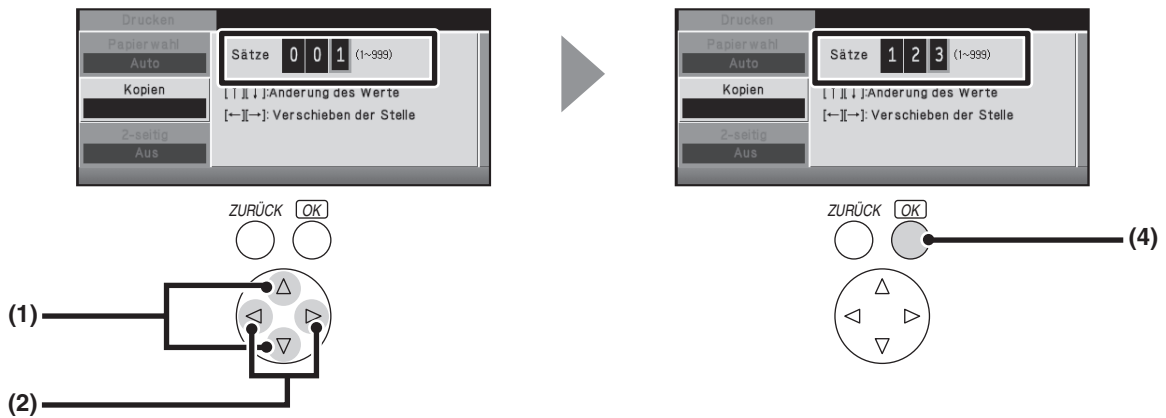 Drucken
Papierwahl
Auto
Kopien
2-seitig
Aus
Sätze 0 0 1 (1~999)
[↑][↓]:Änderung des Werte
[←][→]: Verschieben der Stelle
ZURÜCK OK
(1)
(2)
Drucken
Papierwahl
Auto
Kopien
2-seitig
Aus
Sätze 1 2 3 (1~999)
[↑][↓]:Änderung des Werte
[←][→]: Verschieben der Stelle
ZURÜCK OK
(4)